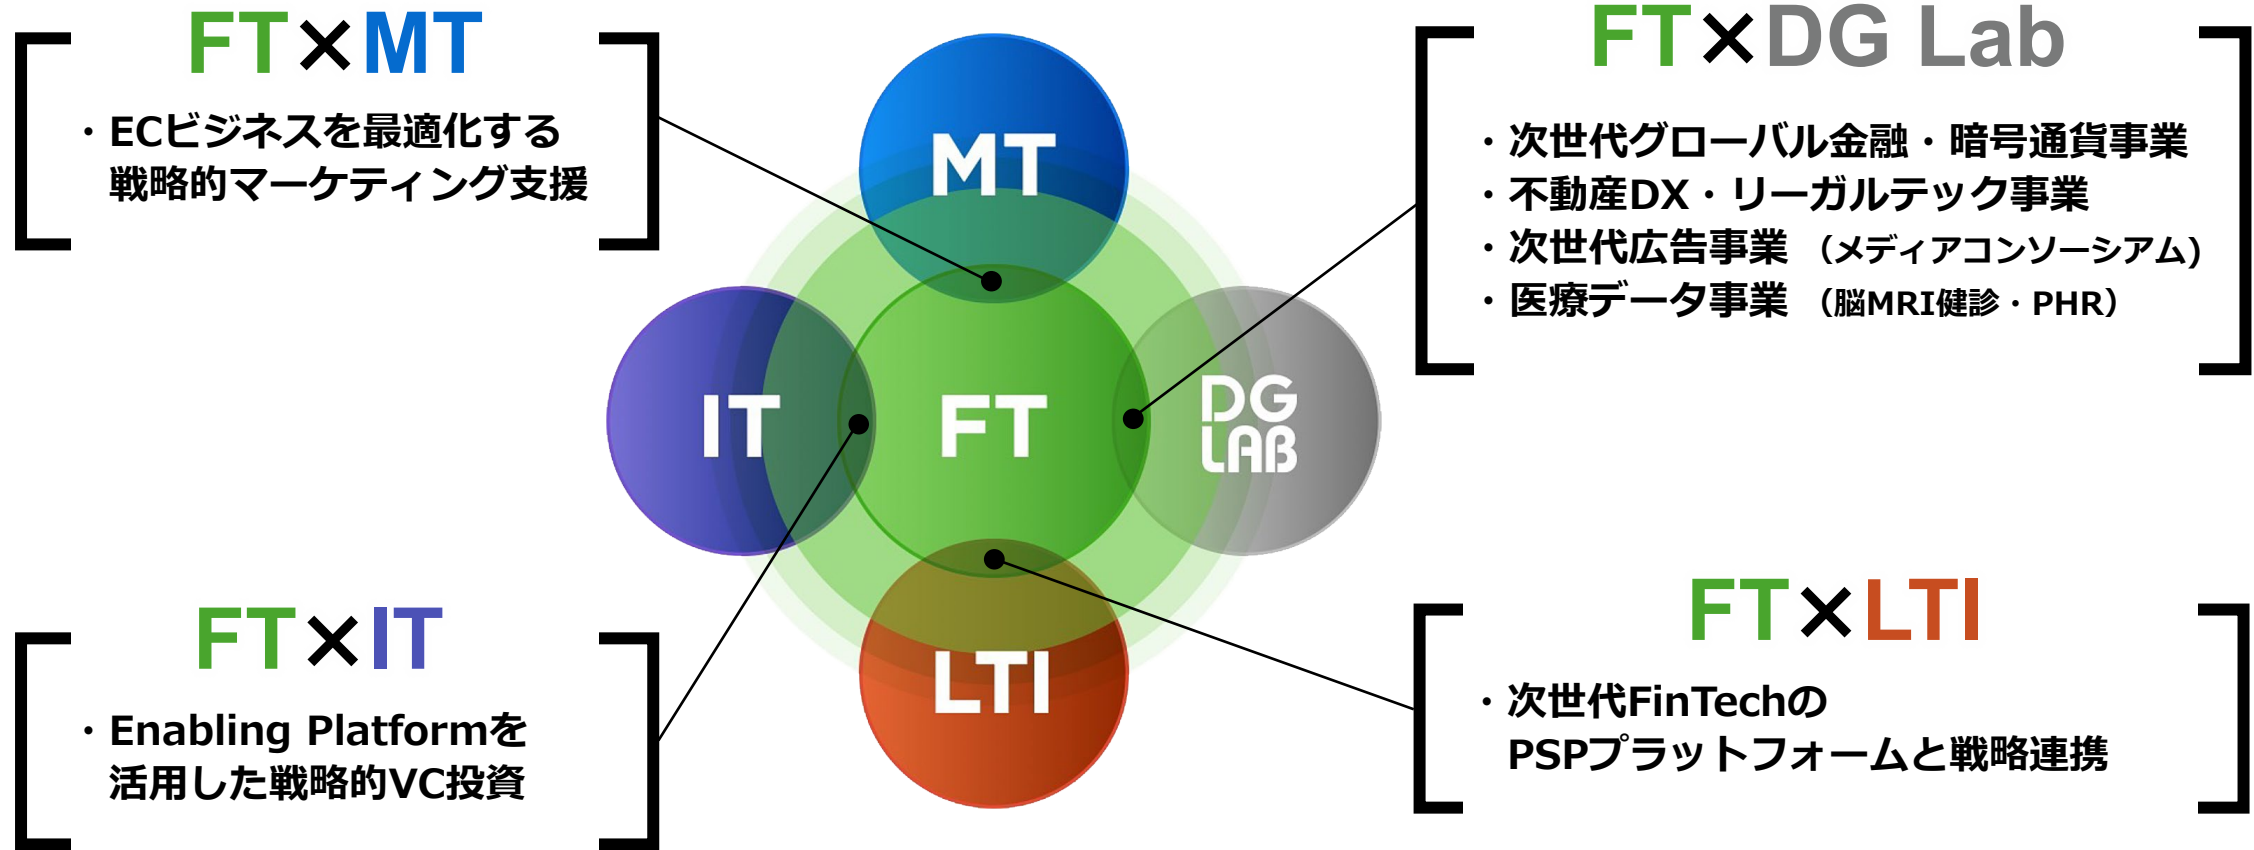 FT×MT
・ECビジネスを最適化する
戦略的マーケティング支援
FT×DG Lab
・次世代グローバル金融・暗号通貨事業
・不動産DX・リーガルテック事業
・次世代広告事業（メディアコンソーシアム)
・医療データ事業（脳MRI健診・PHR）
MT
IT
FT
DG
LAB
LTI
FT×IT
・Enabling Platformを
活用した戦略的VC投資
FT×LTI
・次世代FinTechの
PSPプラットフォームと戦略連携